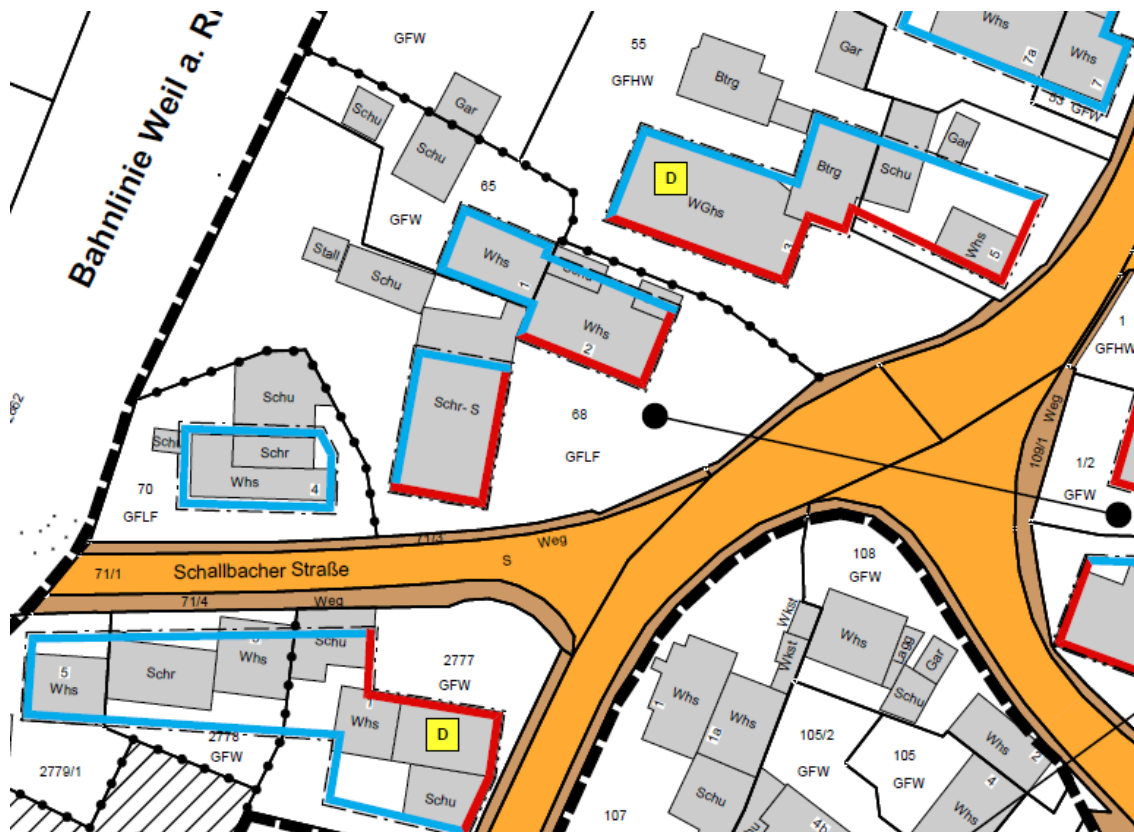 Bahnlinie Weil a. R
GFW
55
GFHW
Gar
Whs
7a
Whs
7
53
GFW
Btrg
Schu
Gar
Schu
65
GFW
D
WGhs
3
Btrg
Schu
Gar
Whs
5
Stall
Schu
Whs
1
Schu
Whs
2
1
GFHW
Schr- S
68
GFLF
Weg
109/1
1/2
GFW
Schu
Schr
Whs
4
70
GFLF
71/3
Weg
S
71/1
Schallbacher Straße
71/4
Weg
108
GFW
5
Whs
Schr
Whs
Schu
2777
GFW
Whs
D
Schu
2778
GFW
2779/1
Wkst
Wkst
Whs
Lagg
Gar
Schu
Whs
1
Whs
1a
Schu
105/2
GFW
105
GFW
Whs
2
4
Whs
107
4b